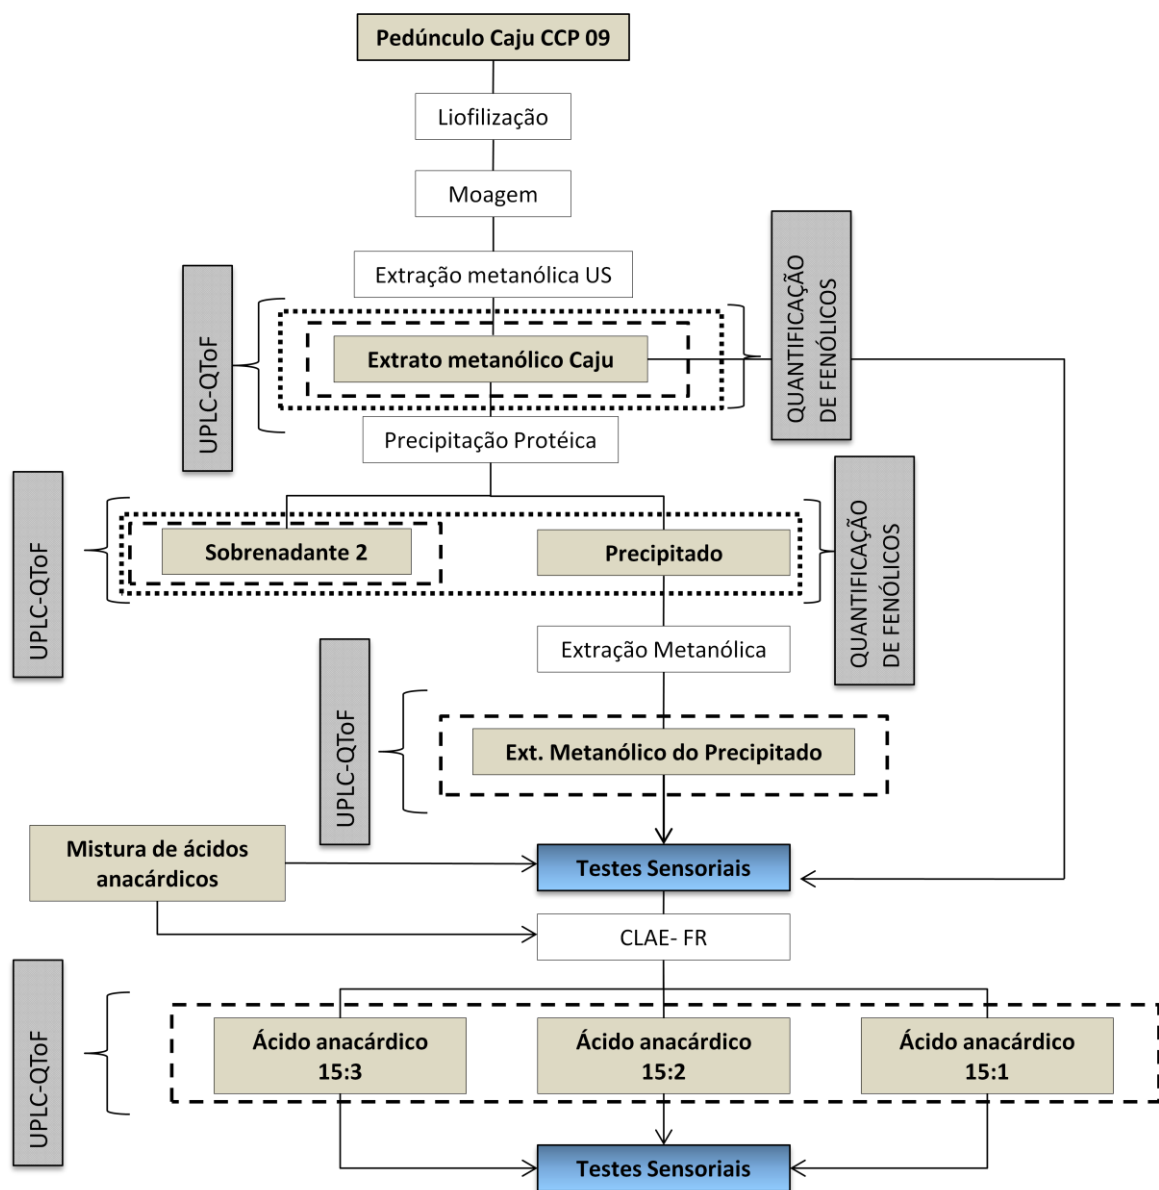 Pedúnculo Caju CCP 09
Liofilização
Moagem
Extração metanólica US
UPLC-QToF
Extrato metanólico Caju
QUANTIFICAÇÃO
DE FENÓLICOS
Precipitação Protéica
UPLC-QToF
Sobrenadante 2
Precipitado
QUANTIFICAÇÃO
DE FENÓLICOS
Extração Metanólica
UPLC-QToF
Ext. Metanólico do Precipitado
Mistura de ácidos
anacárdicos
Testes Sensoriais
CLAE- FR
UPLC-QToF
Ácido anacárdico
15:3
Ácido anacárdico
15:2
Ácido anacárdico
15:1
Testes Sensoriais